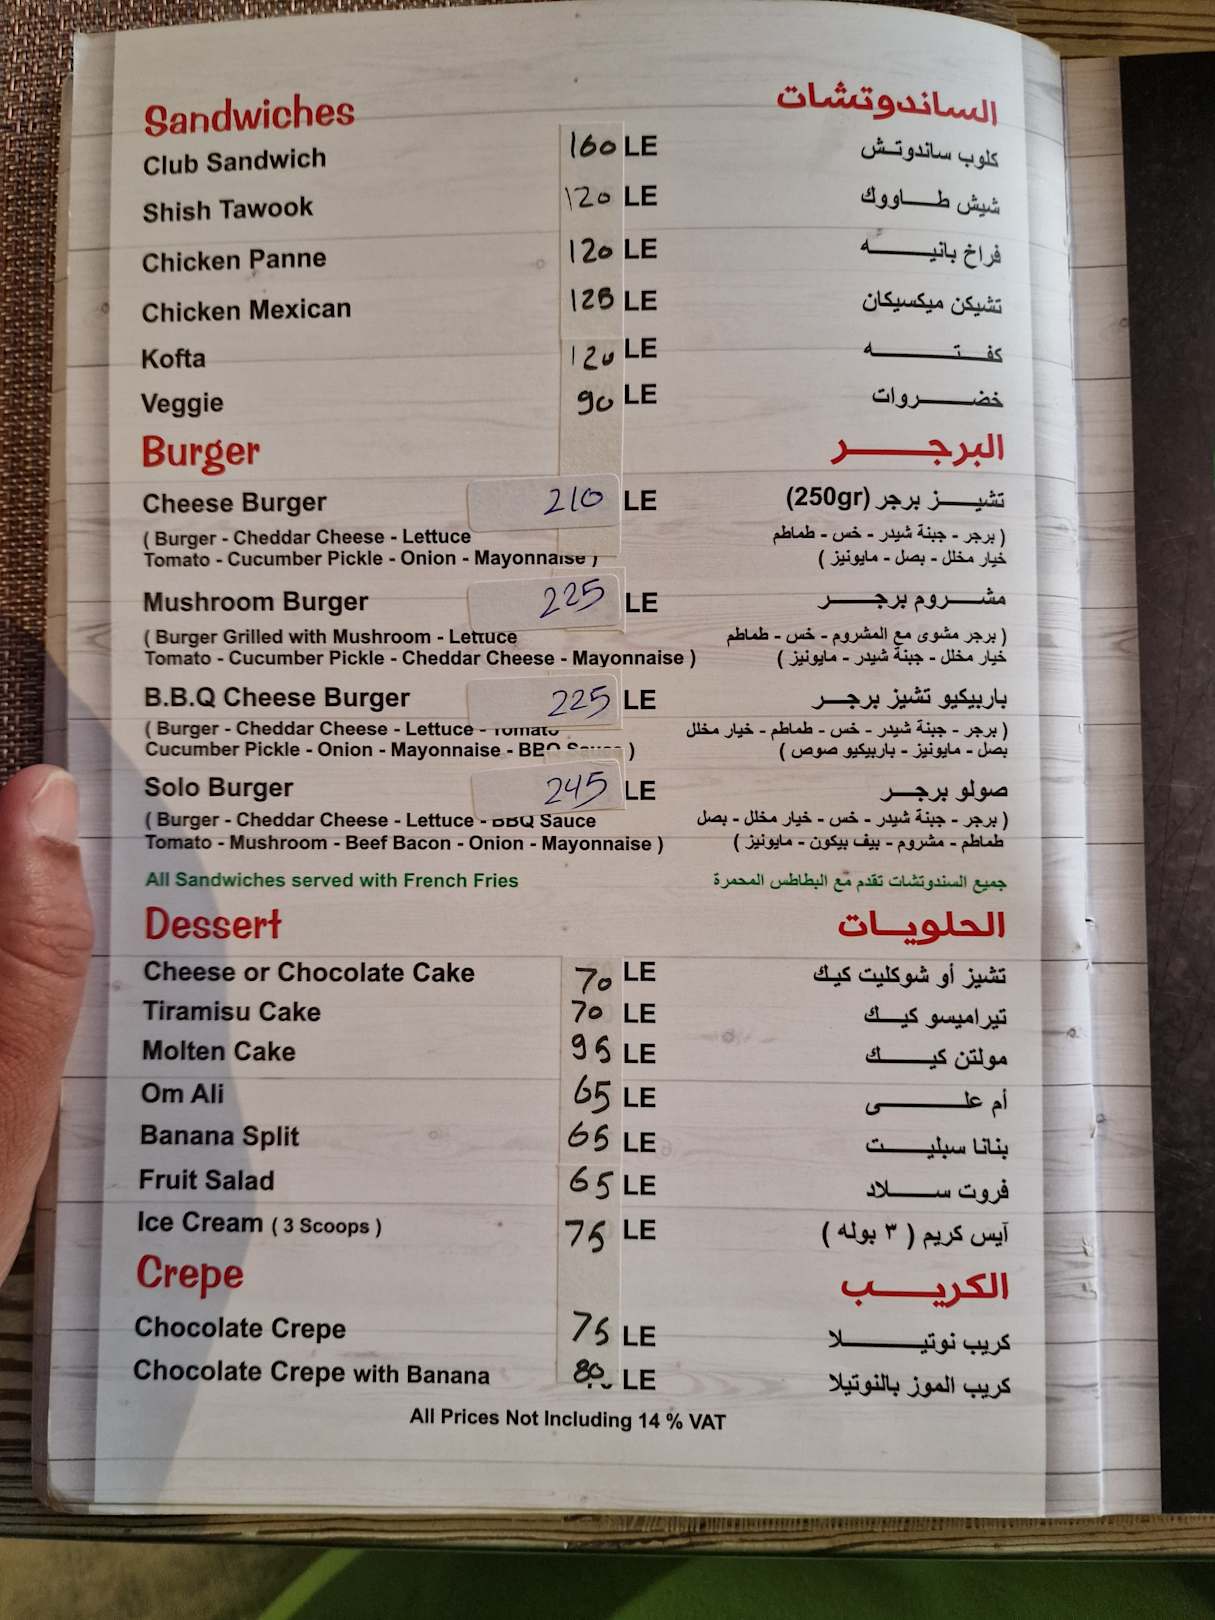 Sandwiches الساندوتشات
Club Sandwich 160 LE كلوب ساندوتش
Shish Tawook 120 LE شيش طاووك
Chicken Panne 120 LE فراخ بانيه
Chicken Mexican 125 LE تشيكن ميكسيكان
Kofta 120 LE كفته
Veggie 90 LE خضروات
Burger البرجر
Cheese Burger 210 LE تشيز برجر (250gr)
( Burger - Cheddar Cheese - Lettuce ( برجر - جبنة شيدر - خس - طماطم
Tomato - Cucumber Pickle - Onion - Mayonnaise ) خيار مخلل - بصل - مايونيز )
Mushroom Burger 225 LE مشروم برجر
( Burger Grilled with Mushroom - Lettuce ( برجر مشوى مع المشروم - خس - طماطم
Tomato - Cucumber Pickle - Cheddar Cheese - Mayonnaise ) خيار مخلل - جبنة شيدر - مايونيز )
B.B.Q Cheese Burger 225 LE باربيكيو تشيز برجر
( Burger - Cheddar Cheese - Lettuce - Tomato ( برجر - جبنة شيدر - خس - طماطم - خيار مخلل
Cucumber Pickle - Onion - Mayonnaise - BBQ Sauce ) بصل - مايونيز - باربيكيو صوص )
Solo Burger 245 LE صولو برجر
( Burger - Cheddar Cheese - Lettuce - BBQ Sauce ( برجر - جبنة شيدر - خس - خيار مخلل - بصل
Tomato - Mushroom - Beef Bacon - Onion - Mayonnaise ) طماطم - مشروم - بيف بيكون - مايونيز )
All Sandwiches served with French Fries جميع السندوتشات تقدم مع البطاطس المحمرة
Dessert الحلويات
Cheese or Chocolate Cake 70 LE تشيز أو شوكليت كيك
Tiramisu Cake 70 LE تيراميسو كيك
Molten Cake 95 LE مولتن كيك
Om Ali 65 LE أم على
Banana Split 65 LE بنانا سبليت
Fruit Salad 65 LE فروت سلاد
Ice Cream ( 3 Scoops ) 75 LE آيس كريم ( ٣ بوله )
Crepe الكريب
Chocolate Crepe 75 LE كريب نوتيلا
Chocolate Crepe with Banana 80 LE كريب الموز بالنوتيلا
All Prices Not Including 14 % VAT